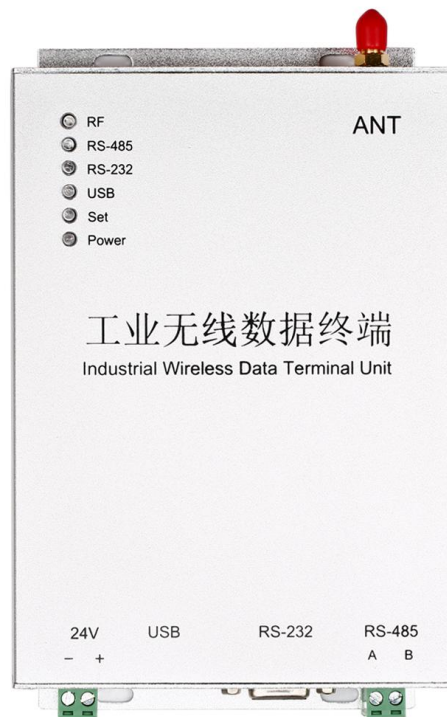 ANT
RF
RS-485
RS-232
USB
Set
Power
工业无线数据终端
Industrial Wireless Data Terminal Unit
24V USB RS-232 RS-485
- + A B